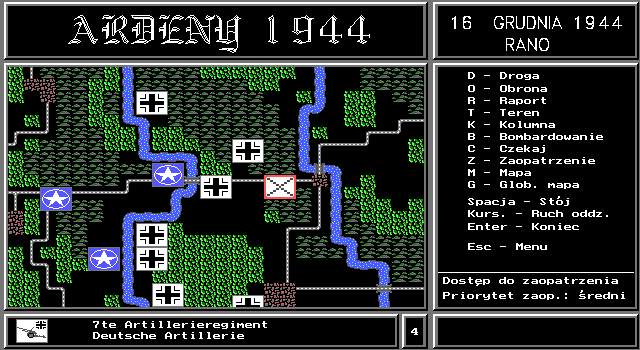 ARDENY 1944
16 GRUDNIA 1944
RANO
D - Droga
O - Obrona
R - Raport
T - Teren
K - Kolumna
B - Bombardowanie
C - Czekaj
Z - Zaopatrzenie
M - Mapa
G - Glob. mapa
Spacja - Stój
Kurs. - Ruch oddz.
Enter - Koniec
Esc - Menu
Dostęp do zaopatrzenia
Priorytet zaop.: średni
7te Artillerieregiment
Deutsche Artillerie
4